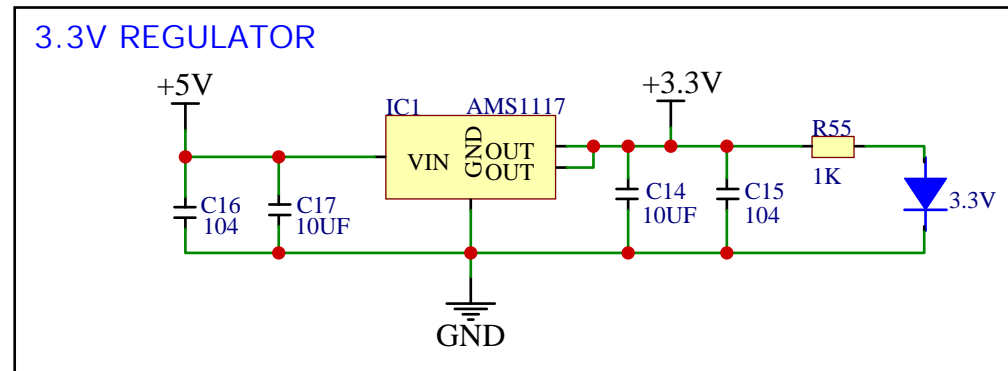 3.3V REGULATOR
+5V
+3.3V
IC1
AMS1117
R55
VIN
GND
OUT
OUT
1K
C16
104
C17
10UF
C14
10UF
C15
104
3.3V
GND